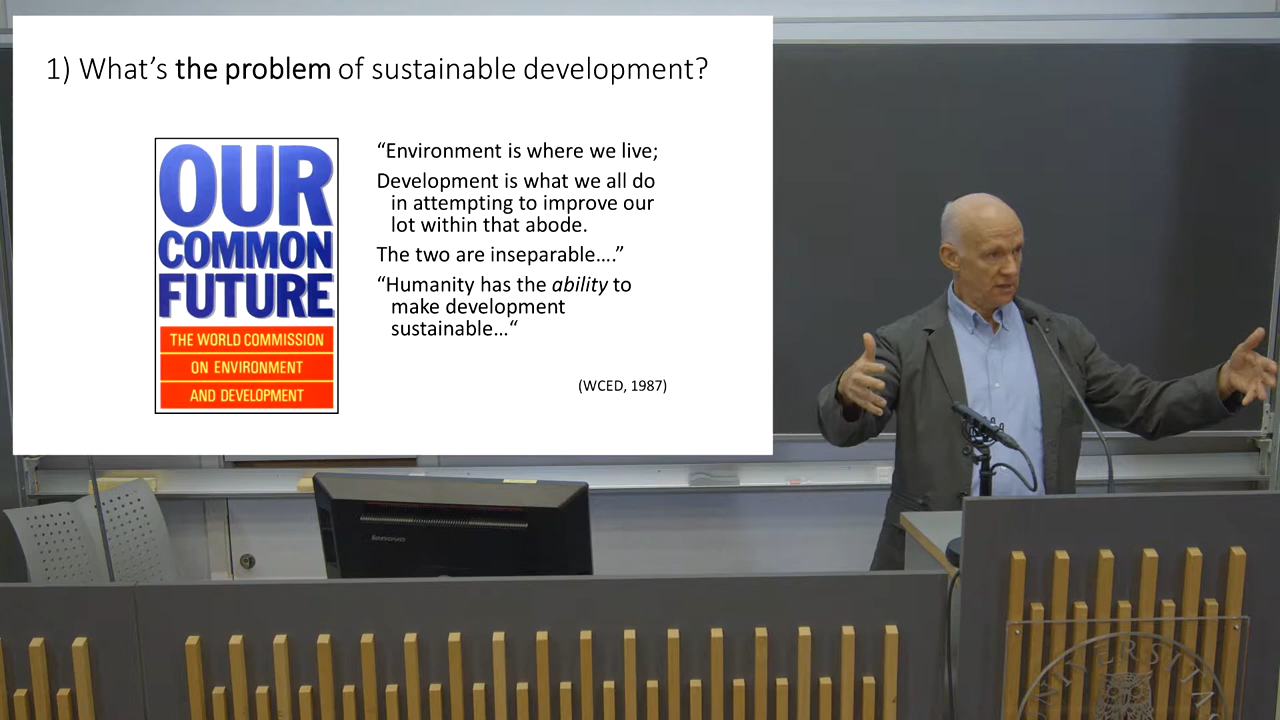 1) What's the problem of sustainable development?
OUR
COMMON
FUTURE
THE WORLD COMMISSION
ON ENVIRONMENT
AND DEVELOPMENT
“Environment is where we live;
Development is what we all do
in attempting to improve our
lot within that abode.
The two are inseparable….”
“Humanity has the ability to
make development
sustainable…“
(WCED, 1987)
lenovo